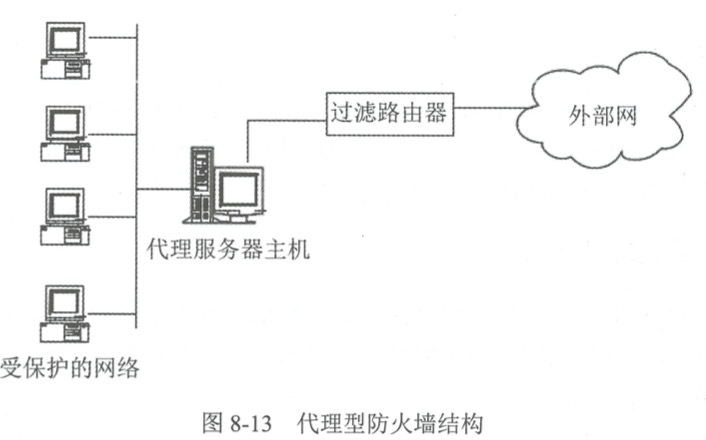 过滤路由器
外部网
代理服务器主机
受保护的网络
图 8-13 代理型防火墙结构